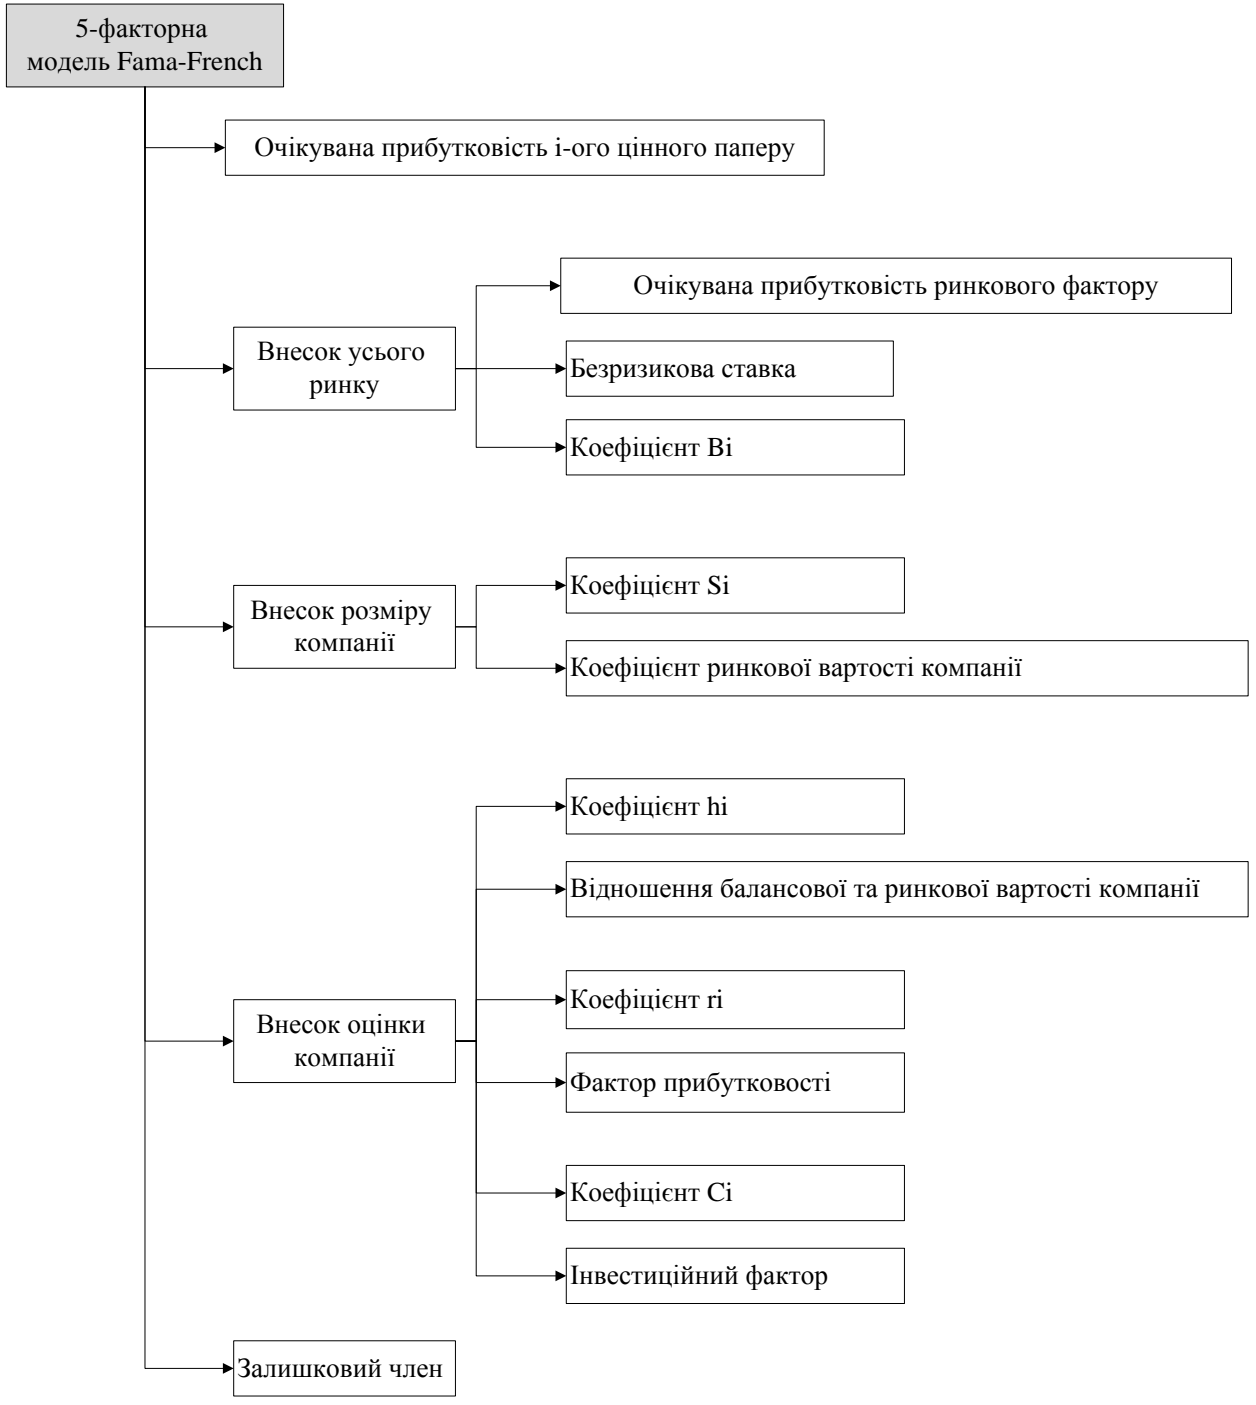 5-факторна
модель Fama-French
Очікувана прибутковість і-ого цінного паперу
Очікувана прибутковість ринкового фактору
Внесок усього
ринку
Безризикова ставка
Коефіцієнт Bi
Коефіцієнт Si
Внесок розміру
компанії
Коефіцієнт ринкової вартості компанії
Коефіцієнт hi
Відношення балансової та ринкової вартості компанії
Коефіцієнт ri
Внесок оцінки
компанії
Фактор прибутковості
Коефіцієнт Ci
Інвестиційний фактор
Залишковий член